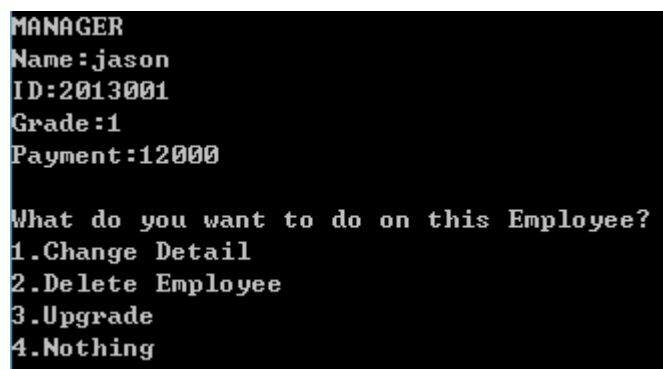 MANAGER
Name:jason
ID:2013001
Grade:1
Payment:12000
What do you want to do on this Employee?
1.Change Detail
2.Delete Employee
3.Upgrade
4.Nothing